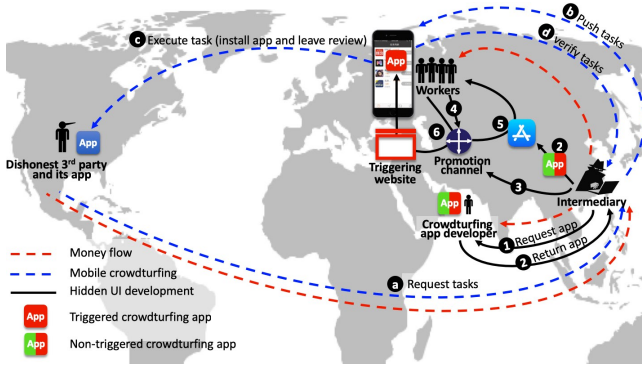 b Push tasks
d verify tasks
c Execute task (install app and leave review)
App
Workers
4
5
6
2
App
App
Dishonest 3rd party
and its app
Triggering
website
Promotion
channel
3
Intermediary
App
Crowdturfing
app developer
1 Request app
2 Return app
a Request tasks
Money flow
Mobile crowdturfing
Hidden UI development
App Triggered crowdturfing app
App Non-triggered crowdturfing app